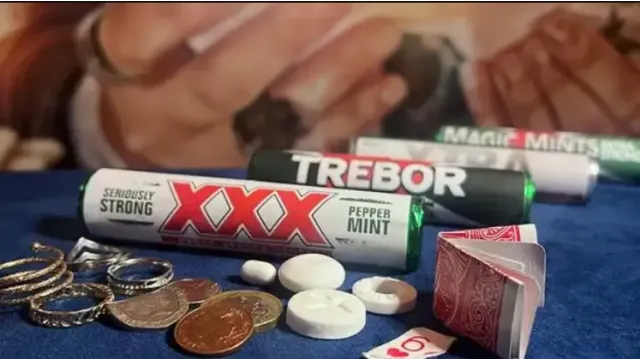 MAGIC MINTS
TREBOR
SERIOUSLY
STRONG
XXX
PEPPER
MINT
6